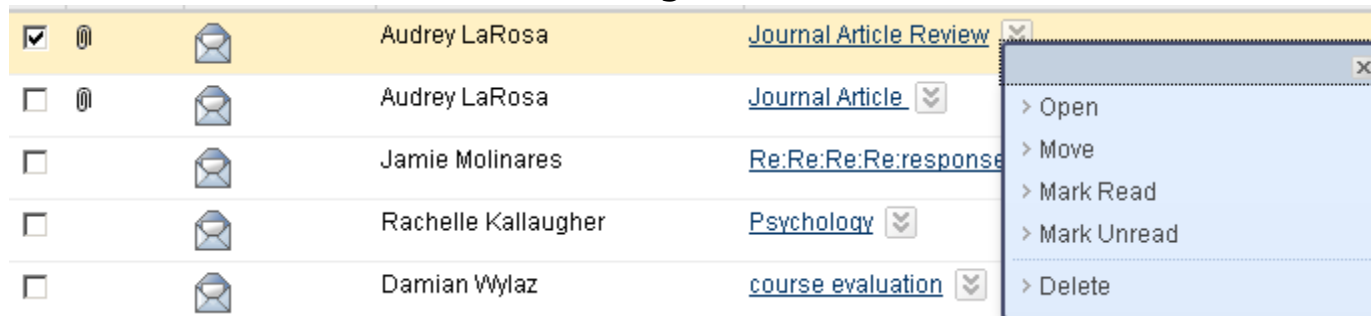 Audrey LaRosa Journal Article Review
Audrey LaRosa Journal Article
Jamie Molinares Re:Re:Re:Re:response
Rachelle Kallaugher Psychology
Damian Wylaz course evaluation
> Open
> Move
> Mark Read
> Mark Unread
> Delete